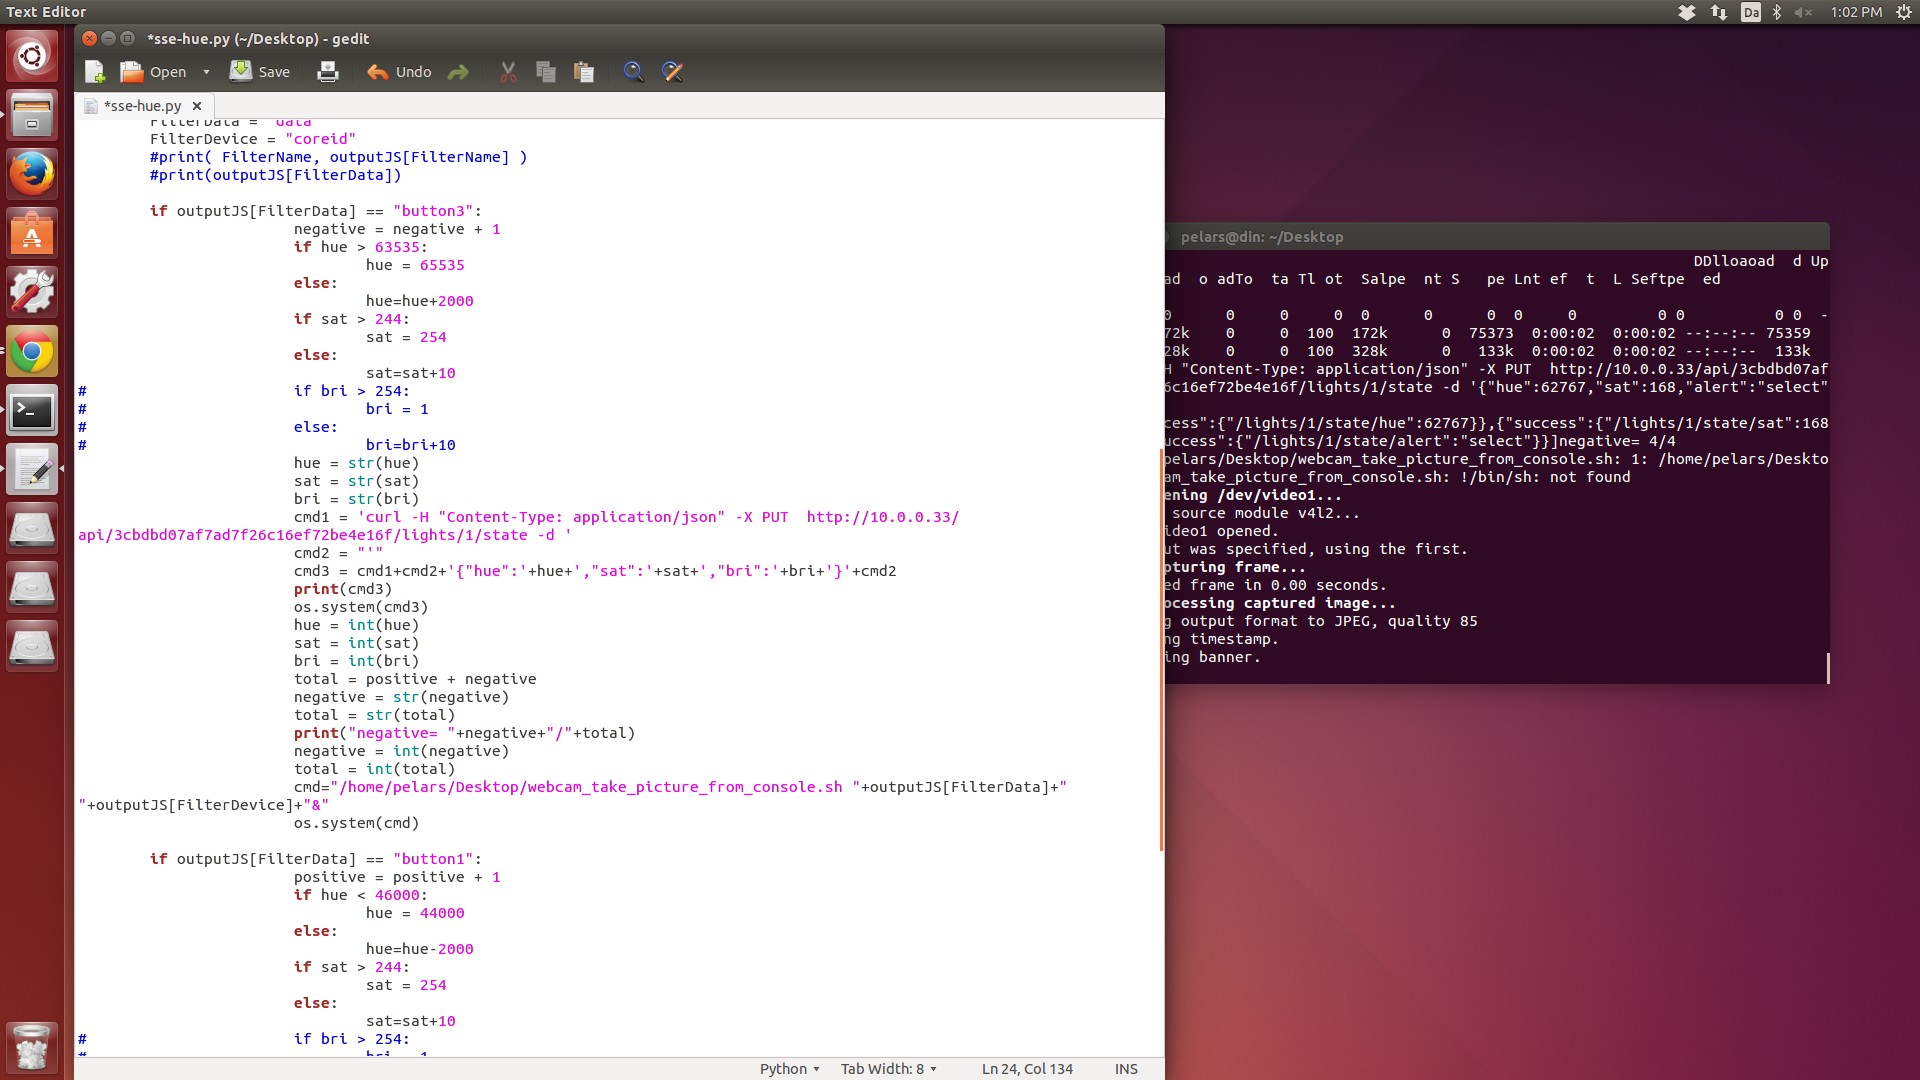 Text Editor
Da
1:02 PM
*sse-hue.py (~/Desktop) - gedit
Open
Save
Undo
*sse-hue.py
FilterData = "data"
FilterDevice = "coreid"
#print( FilterName, outputJS[FilterName] )
#print(outputJS[FilterData])
if outputJS[FilterData] == "button3":
negative = negative + 1
if hue > 63535:
hue = 65535
else:
hue=hue+2000
if sat > 244:
sat = 254
else:
sat=sat+10
# if bri > 254:
# bri = 1
# else:
# bri=bri+10
hue = str(hue)
sat = str(sat)
bri = str(bri)
cmd1 = 'curl -H "Content-Type: application/json" -X PUT  http://10.0.0.33/
api/3cbdbd07af7ad7f26c16ef72be4e16f/lights/1/state -d '
cmd2 = "'"
cmd3 = cmd1+cmd2+'{"hue":'+hue+',"sat":'+sat+',"bri":'+bri+'}'+cmd2
print(cmd3)
os.system(cmd3)
hue = int(hue)
sat = int(sat)
bri = int(bri)
total = positive + negative
negative = str(negative)
total = str(total)
print("negative= "+negative+"/"+total)
negative = int(negative)
total = int(total)
cmd="/home/pelars/Desktop/webcam_take_picture_from_console.sh "+outputJS[FilterData]+"
"+outputJS[FilterDevice]+"&"
os.system(cmd)
if outputJS[FilterData] == "button1":
positive = positive + 1
if hue < 46000:
hue = 44000
else:
hue=hue-2000
if sat > 244:
sat = 254
else:
sat=sat+10
# if bri > 254:
# bri = 1
Python
Tab Width: 8
Ln 24, Col 134
INS
pelars@din: ~/Desktop
DDlloaoad  d Up
ad  o adTo  ta Tl ot  Salpe  nt S   pe Lnt ef  t  L Seftpe  ed
0 0 0 0 0 0 0 0 0 0 0 0 0 -
72k 0 0 100 172k 0 75373 0:00:02 0:00:02 --:--:-- 75359
28k 0 0 100 328k 0 133k 0:00:02 0:00:02 --:--:-- 133k
H "Content-Type: application/json" -X PUT  http://10.0.0.33/api/3cbdbd07af
6c16ef72be4e16f/lights/1/state -d '{"hue":62767,"sat":168,"alert":"select"
cess":{"/lights/1/state/hue":62767}},{"success":{"/lights/1/state/sat":168
uccess":{"/lights/1/state/alert":"select"}}]negative= 4/4
pelars/Desktop/webcam_take_picture_from_console.sh: 1: /home/pelars/Deskto
am_take_picture_from_console.sh: !/bin/sh: not found
ening /dev/video1...
source module v4l2...
ideo1 opened.
ut was specified, using the first.
pturing frame...
ed frame in 0.00 seconds.
ocessing captured image...
g output format to JPEG, quality 85
ng timestamp.
ing banner.